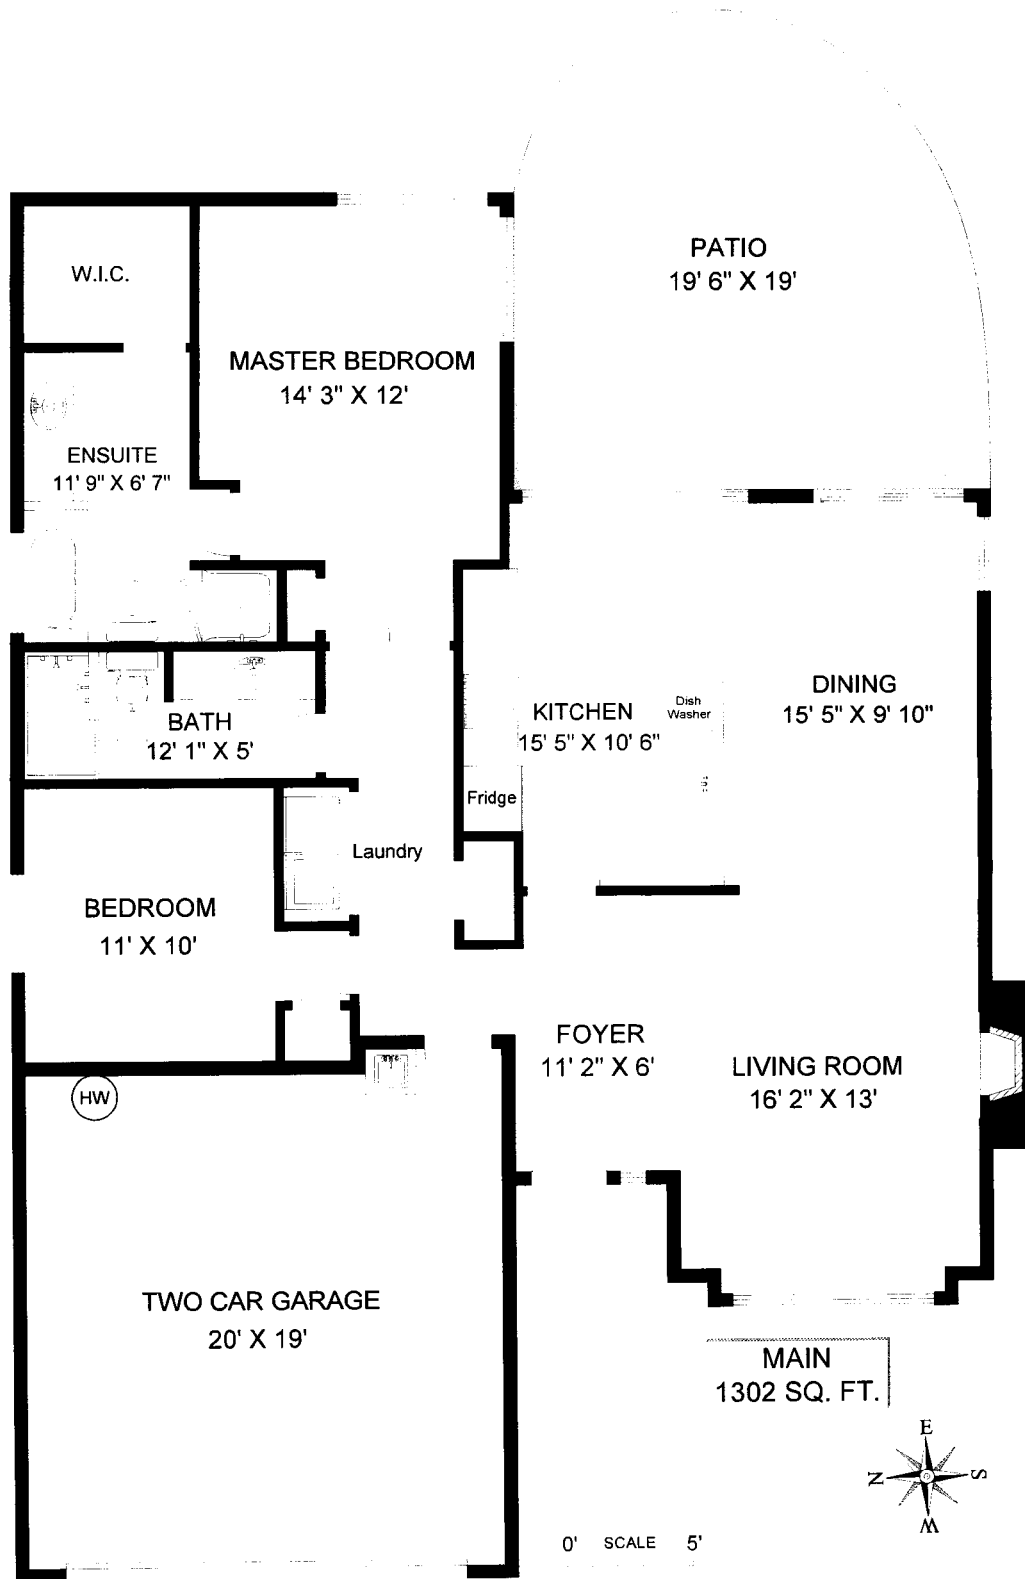 PATIO
19' 6" X 19'
W.I.C.
MASTER BEDROOM
14' 3" X 12'
ENSUITE
11' 9" X 6' 7"
DINING
15' 5" X 9' 10"
Dish
Washer
KITCHEN
15' 5" X 10' 6"
BATH
12' 1" X 5'
Fridge
Laundry
BEDROOM
11' X 10'
FOYER
11' 2" X 6'
LIVING ROOM
16' 2" X 13'
HW
TWO CAR GARAGE
20' X 19'
MAIN
1302 SQ. FT.
E
N
S
W
0' SCALE 5'